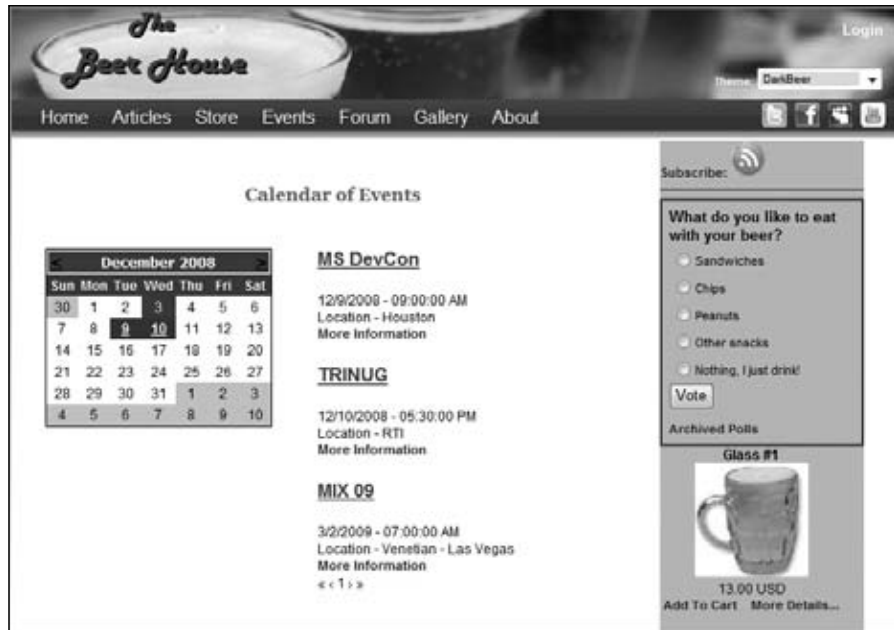 The
Beer House
Login
Theme: DarkBeer
Home Articles Store Events Forum Gallery About
Calendar of Events
< December 2008 >
Sun Mon Tue Wed Thu Fri Sat
30 1 2 3 4 5 6
7 8 9 10 11 12 13
14 15 16 17 18 19 20
21 22 23 24 25 26 27
28 29 30 31 1 2 3
4 5 6 7 8 9 10
MS DevCon
12/9/2008 - 09:00:00 AM
Location - Houston
More Information
TRINUG
12/10/2008 - 05:30:00 PM
Location - RTI
More Information
MIX 09
3/2/2009 - 07:00:00 AM
Location - Venetian - Las Vegas
More Information
« ‹ 1 › »
Subscribe:
What do you like to eat
with your beer?
Sandwiches
Chips
Peanuts
Other snacks
Nothing, I just drink!
Vote
Archived Polls
Glass #1
13.00 USD
Add To Cart More Details...